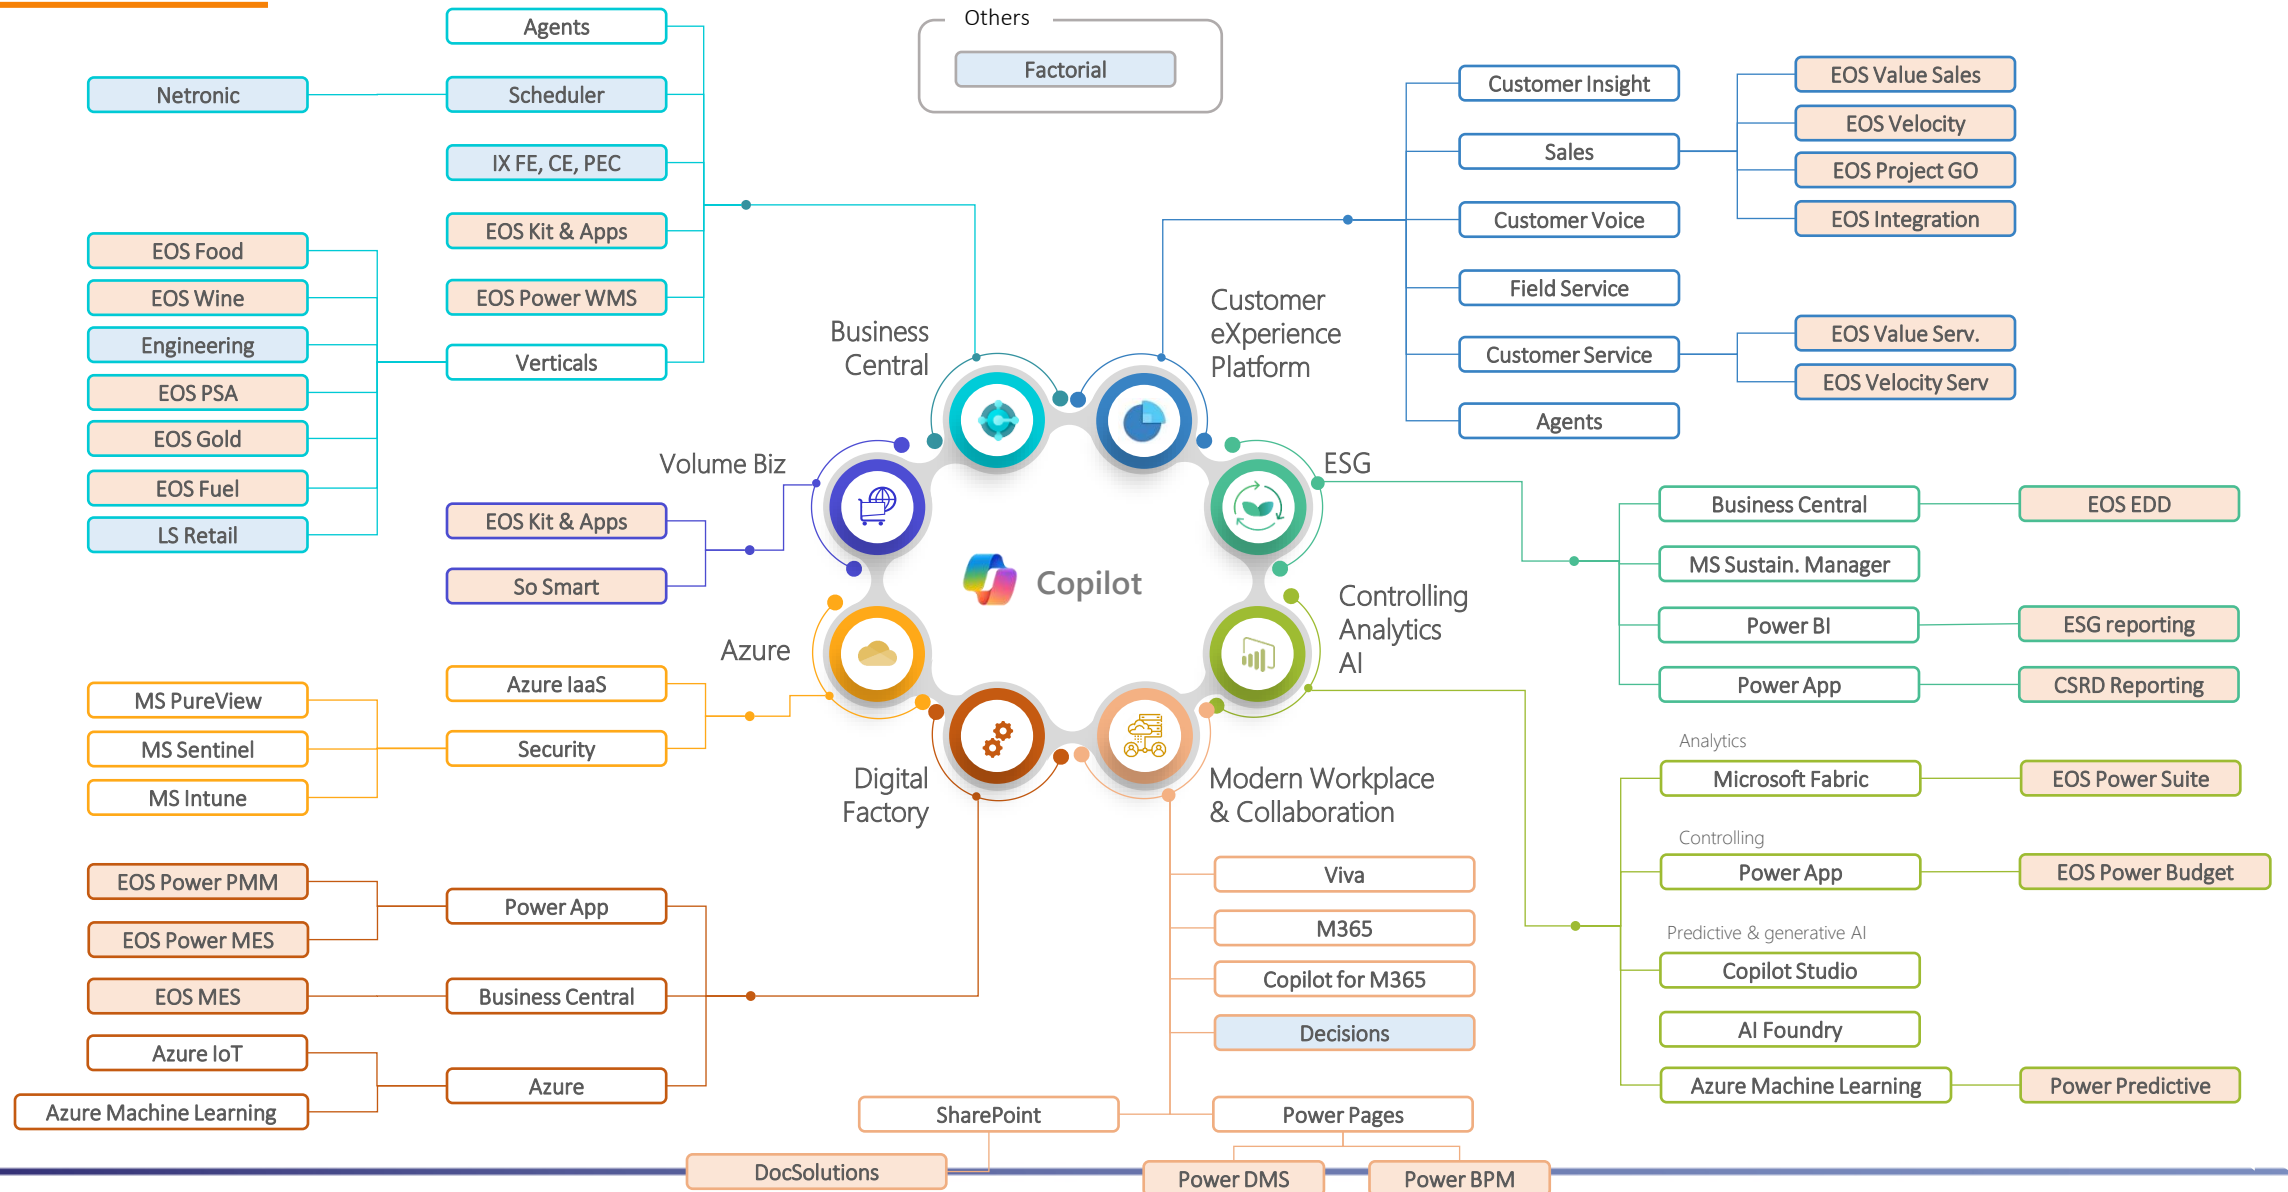 Others
Factorial
Agents
Netronic
Scheduler
IX FE, CE, PEC
EOS Kit & Apps
EOS Power WMS
Verticals
EOS Food
EOS Wine
Engineering
EOS PSA
EOS Gold
EOS Fuel
LS Retail
Business
Central
Customer
eXperience
Platform
Customer Insight
Sales
Customer Voice
Field Service
Customer Service
Agents
EOS Value Sales
EOS Velocity
EOS Project GO
EOS Integration
EOS Value Serv.
EOS Velocity Serv
Volume Biz
EOS Kit & Apps
So Smart
ESG
Business Central
EOS EDD
MS Sustain. Manager
Power BI
ESG reporting
Power App
CSRD Reporting
Copilot
Azure
Azure IaaS
Security
MS PureView
MS Sentinel
MS Intune
Controlling
Analytics
AI
Analytics
Microsoft Fabric
EOS Power Suite
Controlling
Power App
EOS Power Budget
Predictive & generative AI
Copilot Studio
AI Foundry
Azure Machine Learning
Power Predictive
Digital
Factory
EOS Power PMM
Power App
EOS Power MES
EOS MES
Business Central
Azure IoT
Azure
Azure Machine Learning
Modern Workplace
& Collaboration
Viva
M365
Copilot for M365
Decisions
SharePoint
Power Pages
DocSolutions
Power DMS
Power BPM